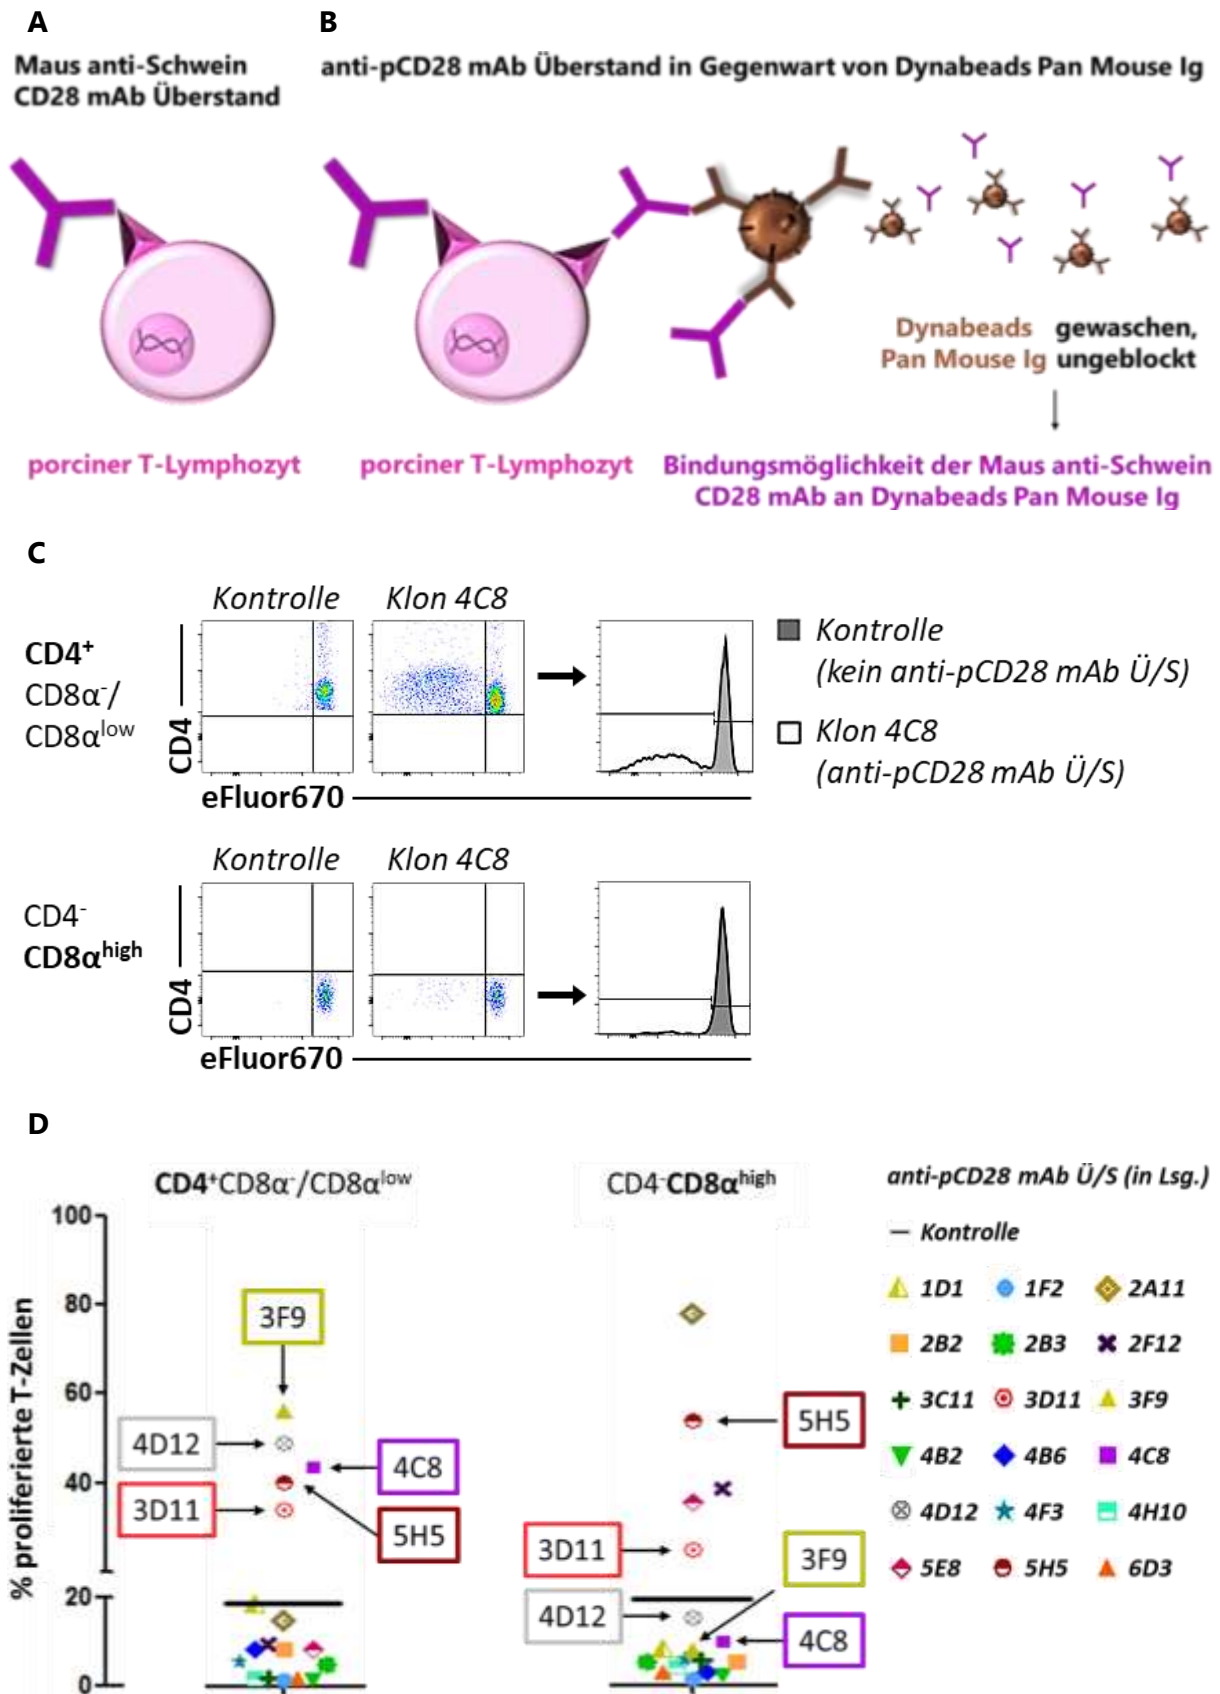 A
B
Maus anti-Schwein
CD28 mAb Überstand
anti-pCD28 mAb Überstand in Gegenwart von Dynabeads Pan Mouse Ig
Dynabeads gewaschen,
Pan Mouse Ig ungeblockt
porciner T-Lymphozyt
porciner T-Lymphozyt
Bindungsmöglichkeit der Maus anti-Schwein
CD28 mAb an Dynabeads Pan Mouse Ig
C
Kontrolle
Klon 4C8
CD4⁺
CD8α⁻/
CD8αˡᵒʷ
CD4
eFluor670
Kontrolle
(kein anti-pCD28 mAb Ü/S)
Klon 4C8
(anti-pCD28 mAb Ü/S)
Kontrolle
Klon 4C8
CD4⁻
CD8αʰⁱᵍʰ
CD4
eFluor670
D
CD4⁺CD8α⁻/CD8αˡᵒʷ
CD4⁻CD8αʰⁱᵍʰ
% proliferierte T-Zellen
100
80
60
40
20
0
3F9
4D12
4C8
3D11
5H5
5H5
3D11
3F9
4D12
4C8
anti-pCD28 mAb Ü/S (in Lsg.)
Kontrolle
1D1 1F2 2A11
2B2 2B3 2F12
3C11 3D11 3F9
4B2 4B6 4C8
4D12 4F3 4H10
5E8 5H5 6D3